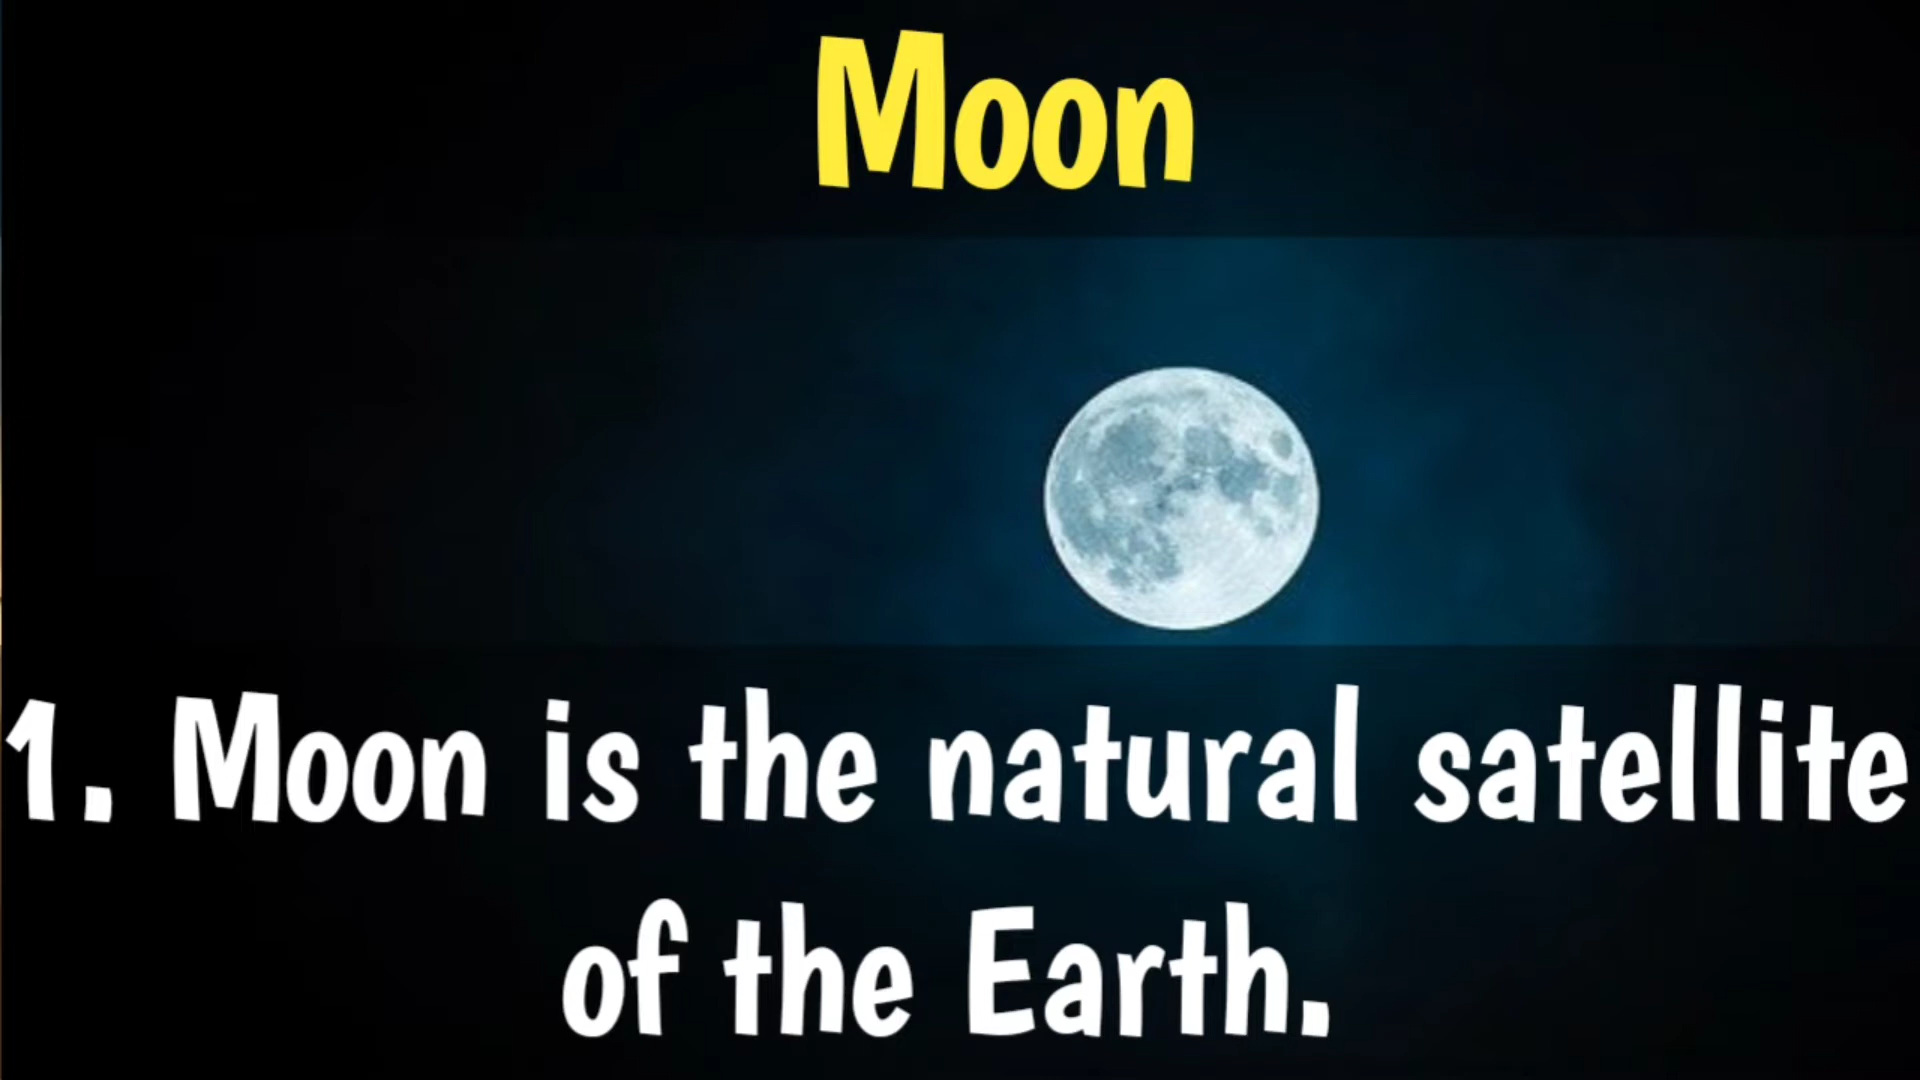 Moon
1. Moon is the natural satellite
of the Earth.